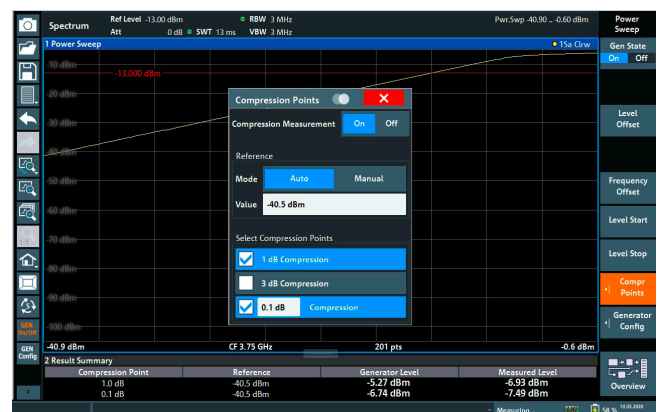 Spectrum
Ref Level -13.00 dBm RBW 3 MHz Pwr.Swp -40.90 .. -0.60 dBm
Att 0 dB SWT 13 ms VBW 3 MHz
Power Sweep
1 Power Sweep 1Sa Clrw
Gen State
On Off
-10 dBm
-13.000 dBm
-20 dBm
-30 dBm
-50 dBm
-60 dBm
-70 dBm
-80 dBm
-90 dBm
-100 dBm
Compression Points
Compression Measurement On Off
Reference
Mode Auto Manual
Value -40.5 dBm
Select Compression Points
1 dB Compression
3 dB Compression
0.1 dB Compression
Level Offset
Frequency Offset
Level Start
Level Stop
Compr Points
Generator Config
Overview
GEN On/Off
GEN Config
-40.9 dBm CF 3.75 GHz 201 pts -0.6 dBm
2 Result Summary
Compression Point Reference Generator Level Measured Level
1.0 dB -40.5 dBm -5.27 dBm -6.93 dBm
0.1 dB -40.5 dBm -6.74 dBm -7.49 dBm
Measuring 58 %